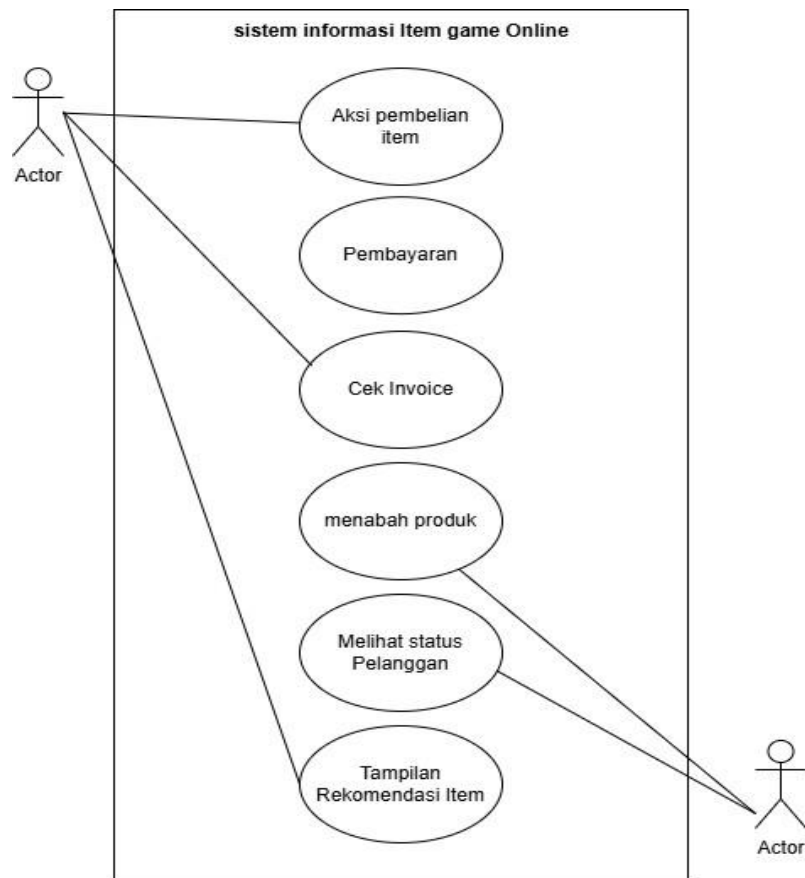 sistem informasi Item game Online
Actor
Aksi pembelian
item
Pembayaran
Cek Invoice
menabah produk
Melihat status
Pelanggan
Tampilan
Rekomendasi Item
Actor